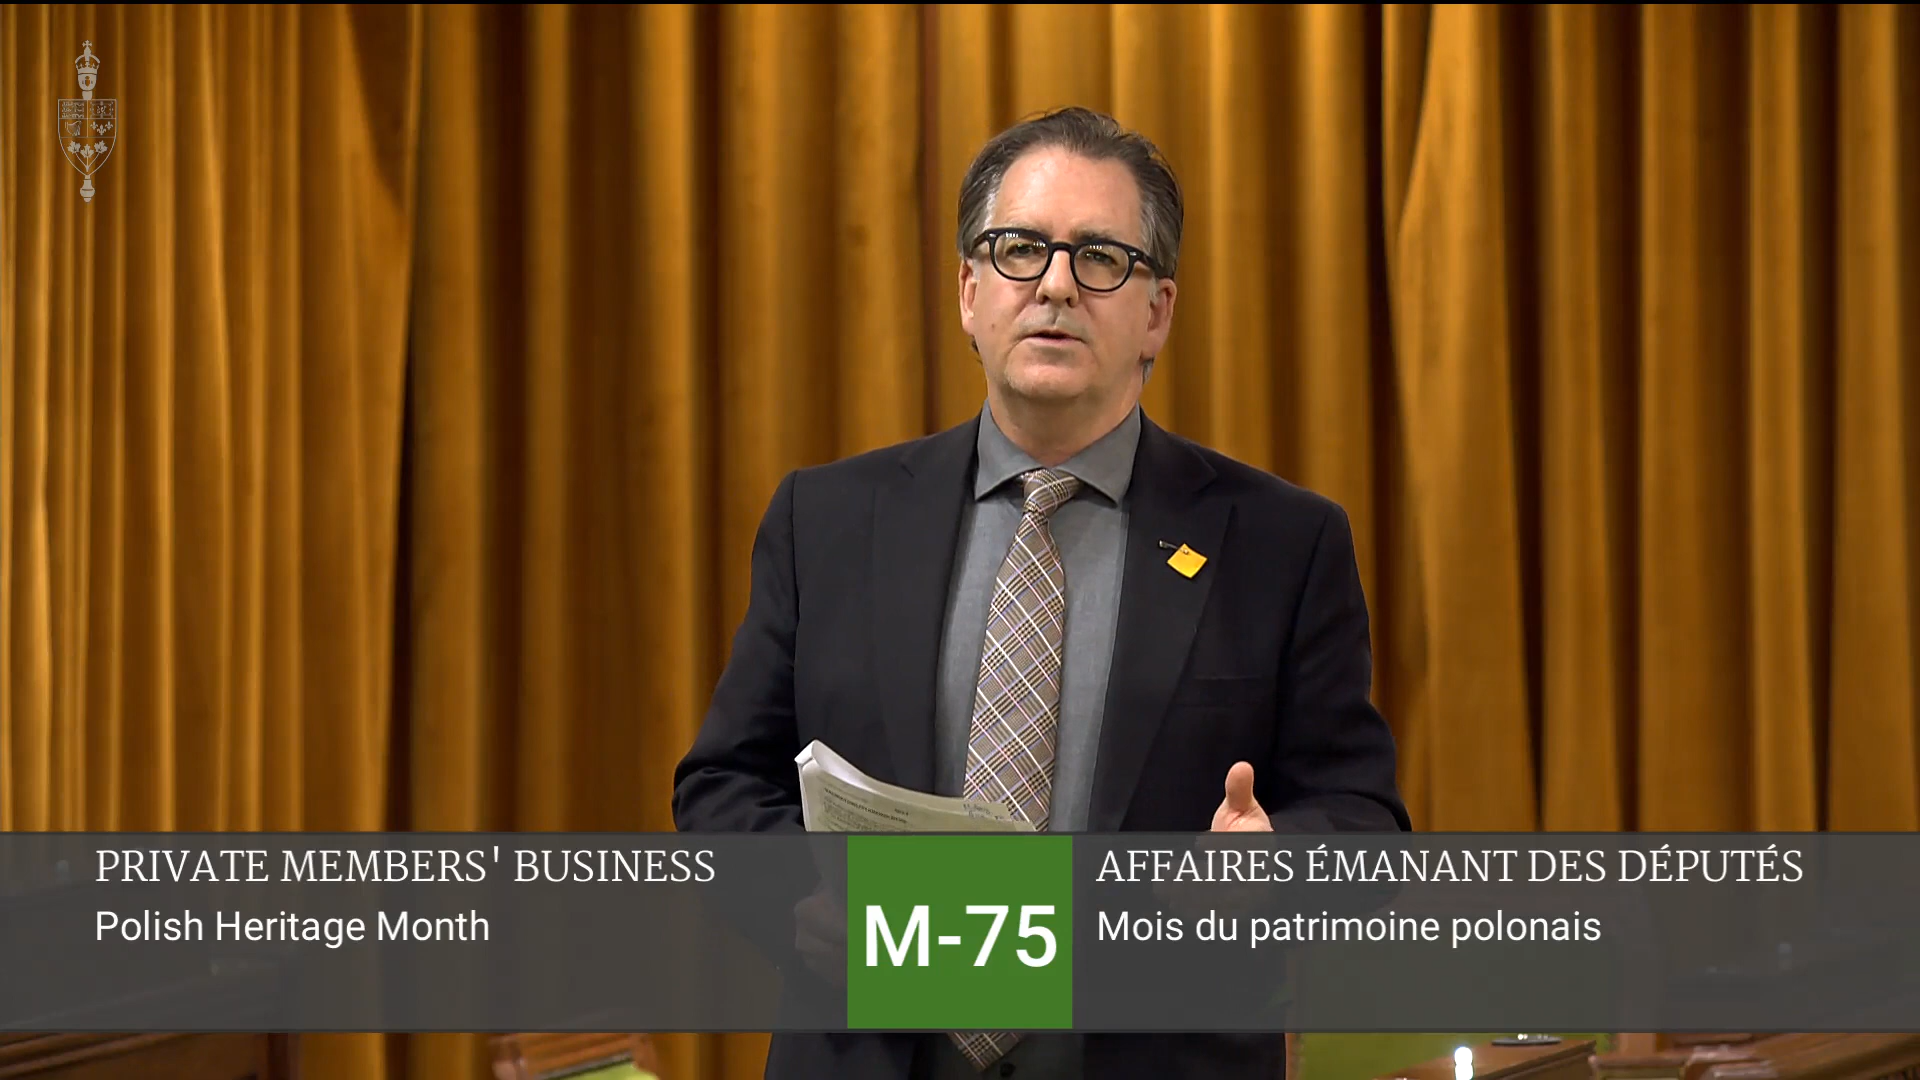 PRIVATE MEMBERS' BUSINESS
Polish Heritage Month
M-75
AFFAIRES ÉMANANT DES DÉPUTÉS
Mois du patrimoine polonais